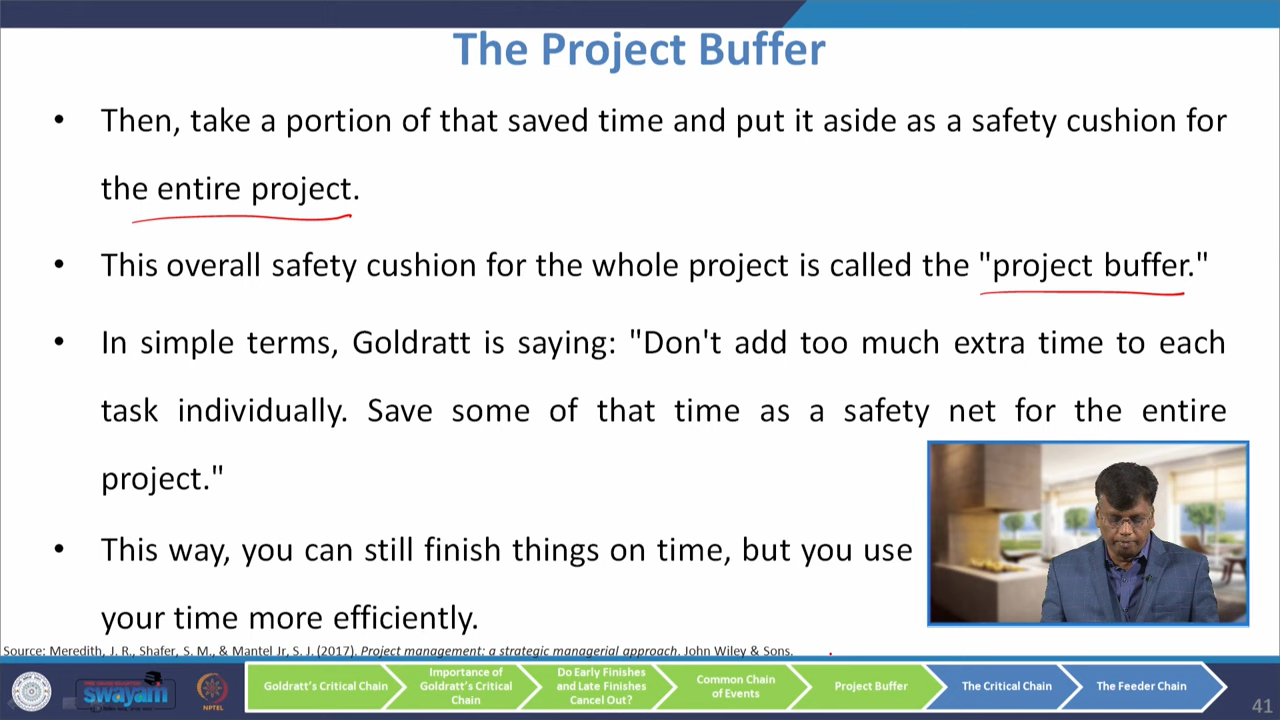 The Project Buffer
• Then, take a portion of that saved time and put it aside as a safety cushion for
the entire project.
• This overall safety cushion for the whole project is called the "project buffer."
• In simple terms, Goldratt is saying: "Don't add too much extra time to each
task individually. Save some of that time as a safety net for the entire
project."
• This way, you can still finish things on time, but you use
your time more efficiently.
Source: Meredith, J. R., Shafer, S. M., & Mantel Jr, S. J. (2017). Project management: a strategic managerial approach. John Wiley & Sons.
swayam
NPTEL
Goldratt's Critical Chain
Importance of
Goldratt's Critical
Chain
Do Early Finishes
and Late Finishes
Cancel Out?
Common Chain
of Events
Project Buffer
The Critical Chain
The Feeder Chain
41